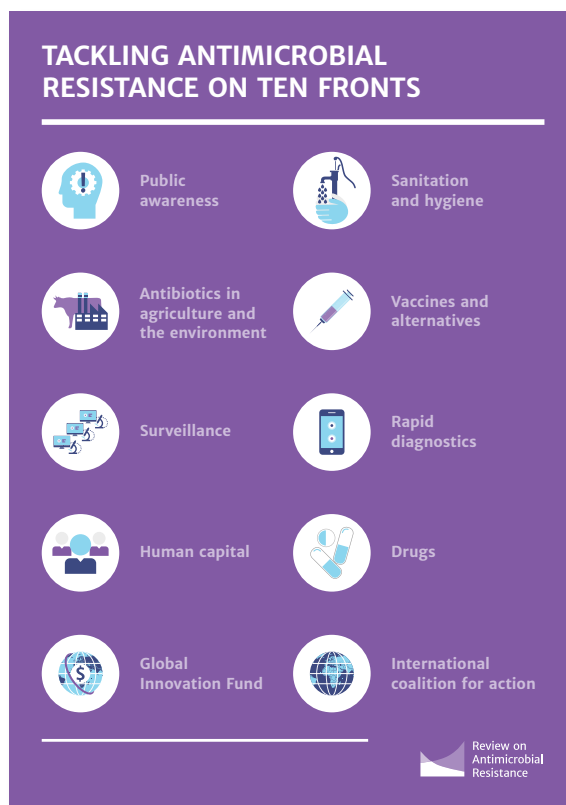 TACKLING ANTIMICROBIAL
RESISTANCE ON TEN FRONTS
Public
awareness
Sanitation
and hygiene
Antibiotics in
agriculture and
the environment
Vaccines and
alternatives
Surveillance
Rapid
diagnostics
Human capital
Drugs
$
Global
Innovation Fund
International
coalition for action
Review on
Antimicrobial
Resistance